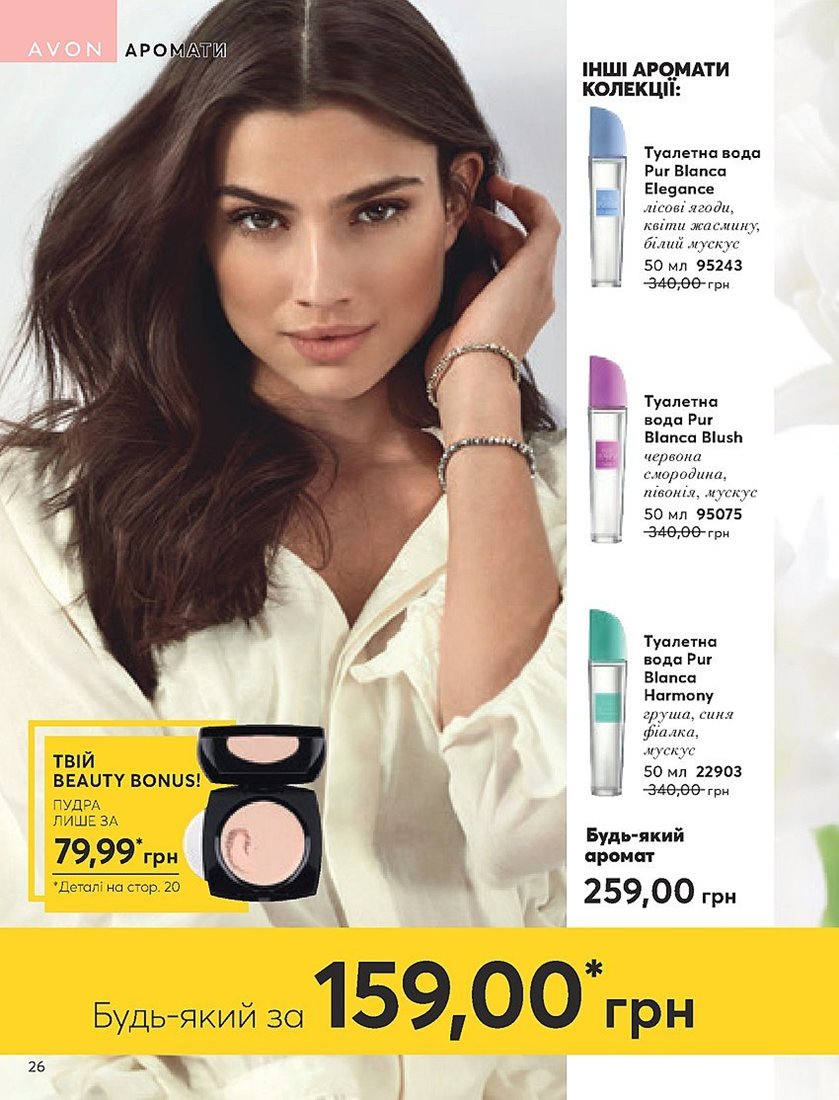 AVON АРОМАТИ
ІНШІ АРОМАТИ
КОЛЕКЦІЇ:
Туалетна вода
Pur Blanca
Elegance
лісові ягоди,
квіти жасмину,
білий мускус
50 мл 95243
340,00 грн
Туалетна
вода Pur
Blanca Blush
червона
смородина,
півонія, мускус
50 мл 95075
340,00 грн
Туалетна
вода Pur
Blanca
Harmony
груша, синя
фіалка,
мускус
50 мл 22903
340,00 грн
Будь-який
аромат
259,00 грн
ТВІЙ
BEAUTY BONUS!
ПУДРА
ЛИШЕ ЗА
79,99* грн
*Деталі на стор. 20
Будь-який за 159,00* грн
26